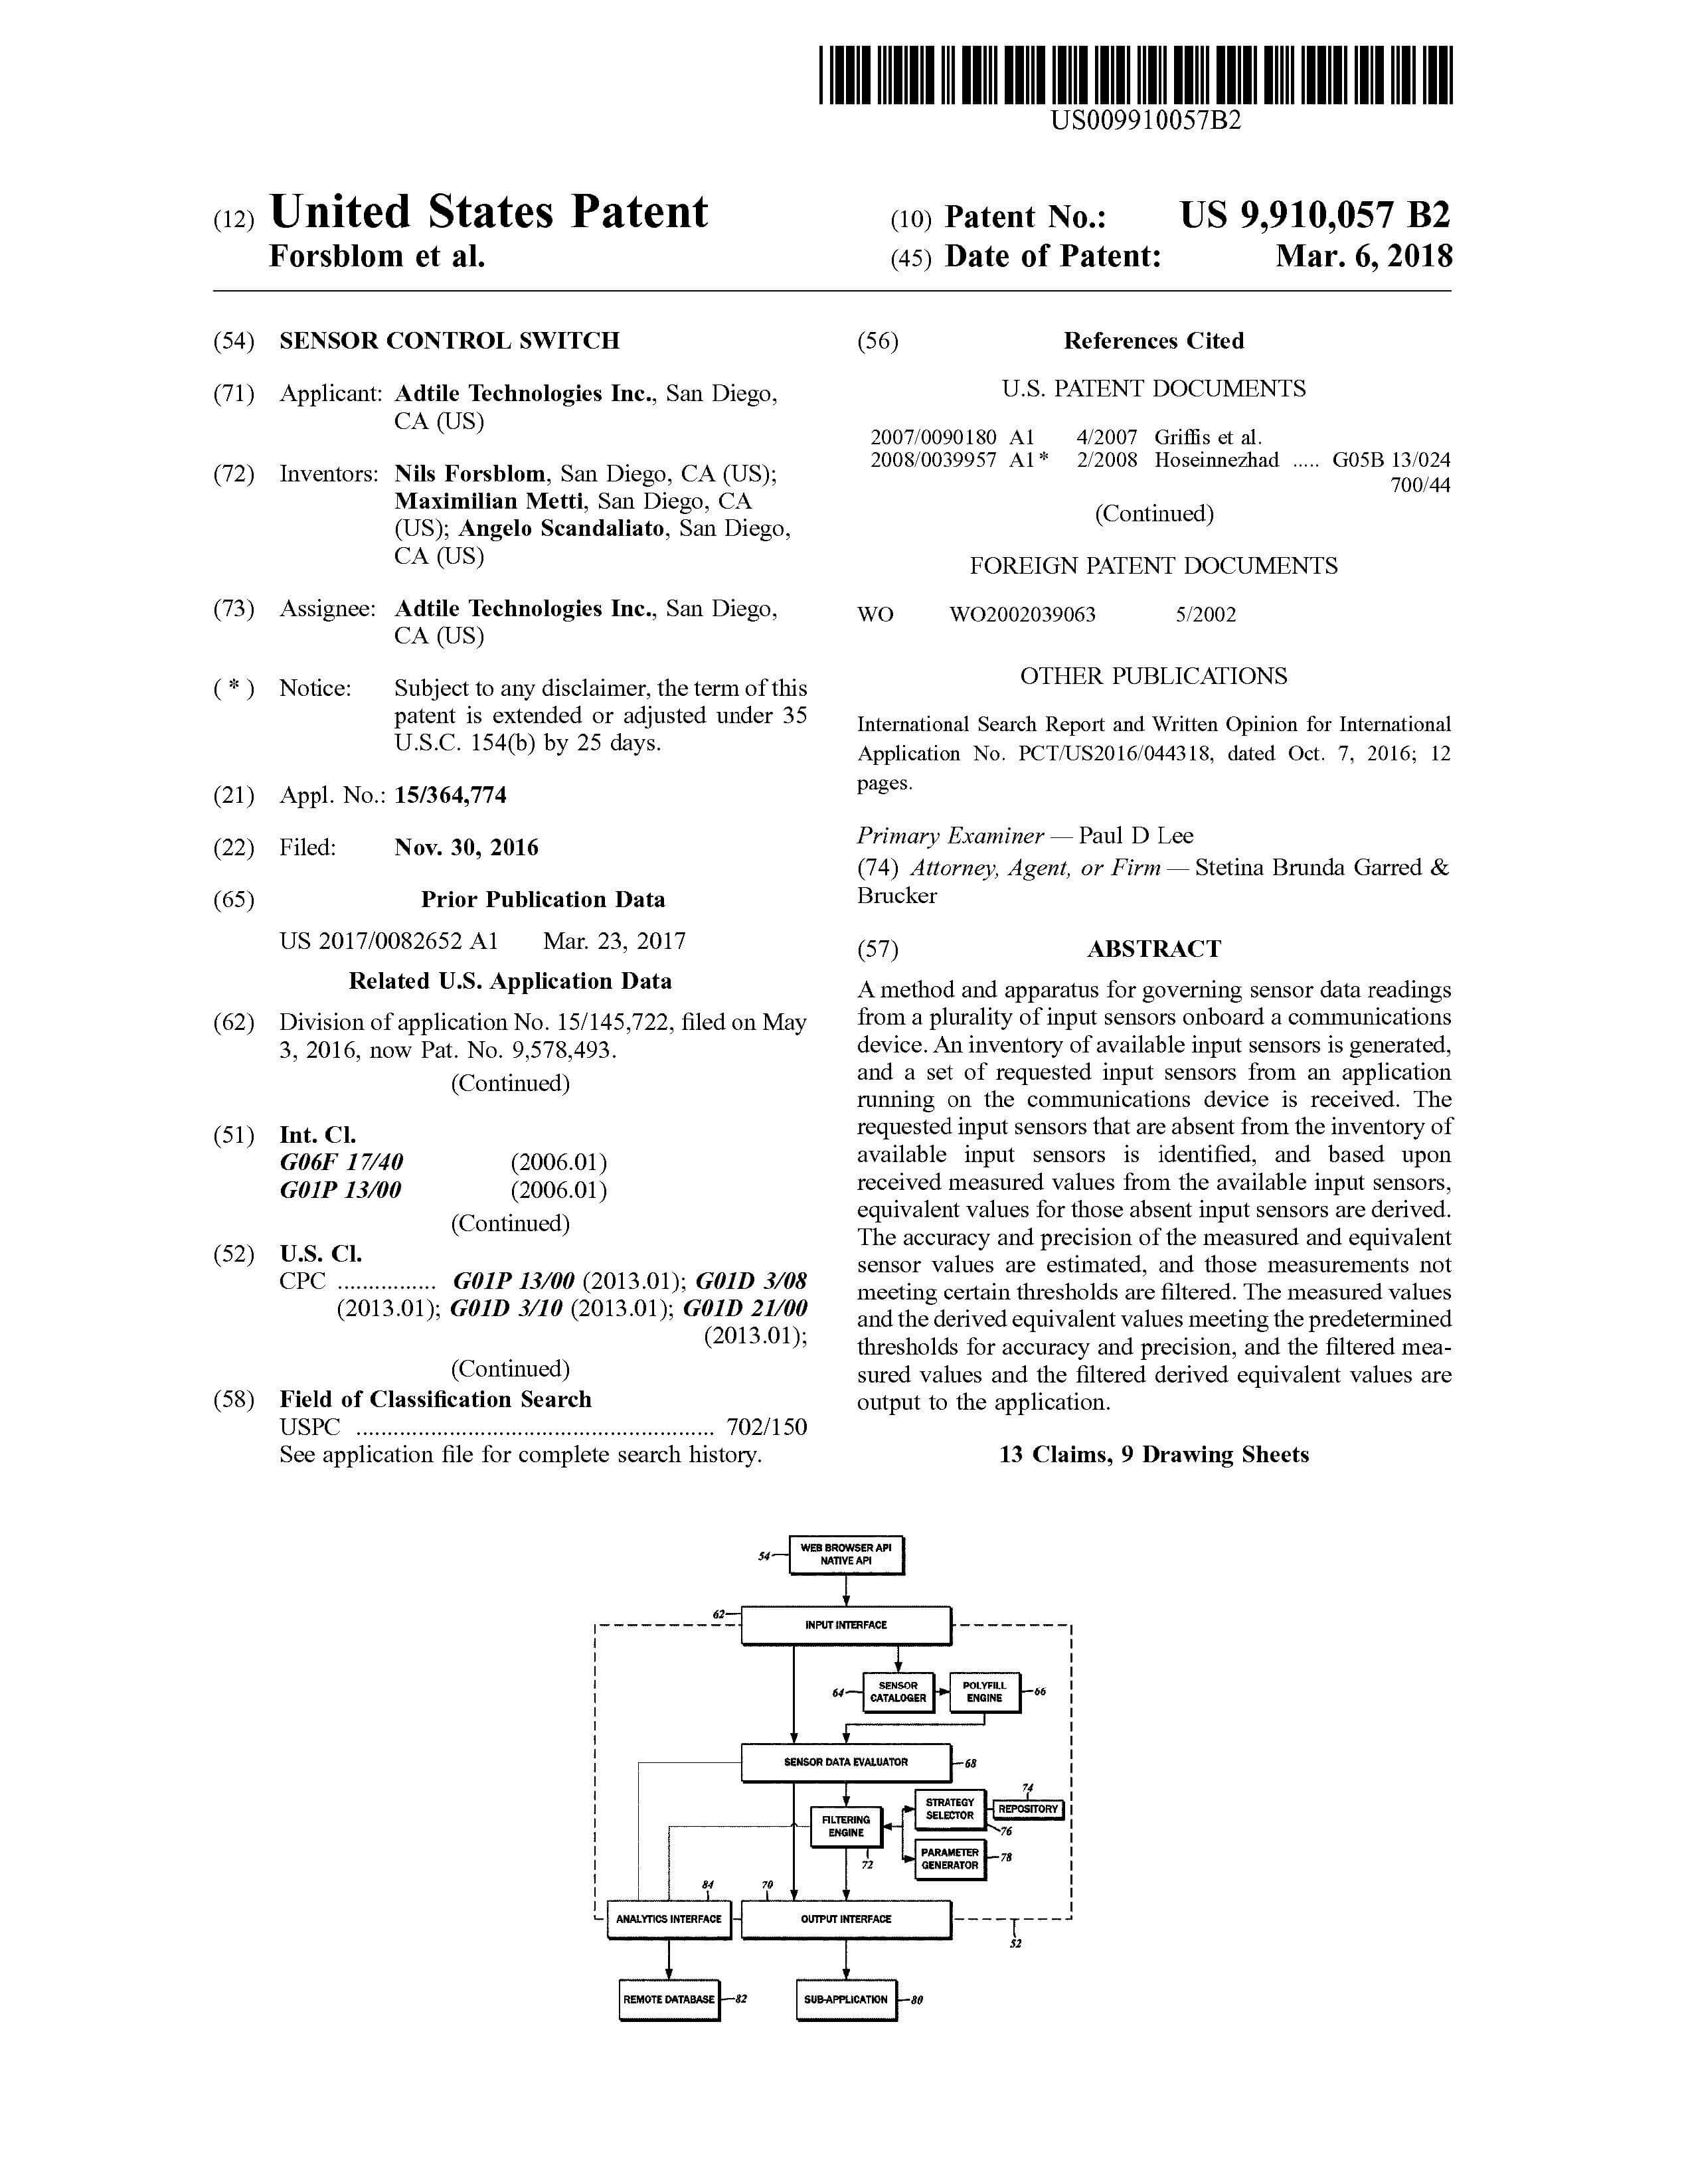 US009910057B2
(12) United States Patent
Forsblom et al.
(10) Patent No.: US 9,910,057 B2
(45) Date of Patent: Mar. 6, 2018
(54) SENSOR CONTROL SWITCH
(71) Applicant: Adtile Technologies Inc., San Diego,
CA (US)
(72) Inventors: Nils Forsblom, San Diego, CA (US);
Maximilian Metti, San Diego, CA
(US); Angelo Scandaliato, San Diego,
CA (US)
(73) Assignee: Adtile Technologies Inc., San Diego,
CA (US)
( * ) Notice: Subject to any disclaimer, the term of this
patent is extended or adjusted under 35
U.S.C. 154(b) by 25 days.
(21) Appl. No.: 15/364,774
(22) Filed: Nov. 30, 2016
(65) Prior Publication Data
US 2017/0082652 A1 Mar. 23, 2017
Related U.S. Application Data
(62) Division of application No. 15/145,722, filed on May
3, 2016, now Pat. No. 9,578,493.
(Continued)
(51) Int. Cl.
G06F 17/40 (2006.01)
G01P 13/00 (2006.01)
(Continued)
(52) U.S. Cl.
CPC ............... G01P 13/00 (2013.01); G01D 3/08
(2013.01); G01D 3/10 (2013.01); G01D 21/00
(2013.01);
(Continued)
(58) Field of Classification Search
USPC .......................................................... 702/150
See application file for complete search history.
(56) References Cited
U.S. PATENT DOCUMENTS
2007/0090180 A1 4/2007 Griffis et al.
2008/0039957 A1* 2/2008 Hoseinnezhad ..... G05B 13/024
700/44
(Continued)
FOREIGN PATENT DOCUMENTS
WO WO2002039063 5/2002
OTHER PUBLICATIONS
International Search Report and Written Opinion for International
Application No. PCT/US2016/044318, dated Oct. 7, 2016; 12
pages.
Primary Examiner — Paul D Lee
(74) Attorney, Agent, or Firm — Stetina Brunda Garred &
Brucker
(57) ABSTRACT
A method and apparatus for governing sensor data readings
from a plurality of input sensors onboard a communications
device. An inventory of available input sensors is generated,
and a set of requested input sensors from an application
running on the communications device is received. The
requested input sensors that are absent from the inventory of
available input sensors is identified, and based upon
received measured values from the available input sensors,
equivalent values for those absent input sensors are derived.
The accuracy and precision of the measured and equivalent
sensor values are estimated, and those measurements not
meeting certain thresholds are filtered. The measured values
and the derived equivalent values meeting the predetermined
thresholds for accuracy and precision, and the filtered mea-
sured values and the filtered derived equivalent values are
output to the application.
13 Claims, 9 Drawing Sheets
54
WEB BROWSER API
NATIVE API
62
INPUT INTERFACE
64
SENSOR
CATALOGER
POLYFILL
ENGINE
66
SENSOR DATA EVALUATOR
68
74
STRATEGY
SELECTOR
REPOSITORY
76
FILTERING
ENGINE
72
PARAMETER
GENERATOR
78
84
70
ANALYTICS INTERFACE
OUTPUT INTERFACE
52
REMOTE DATABASE
82
SUB-APPLICATION
80